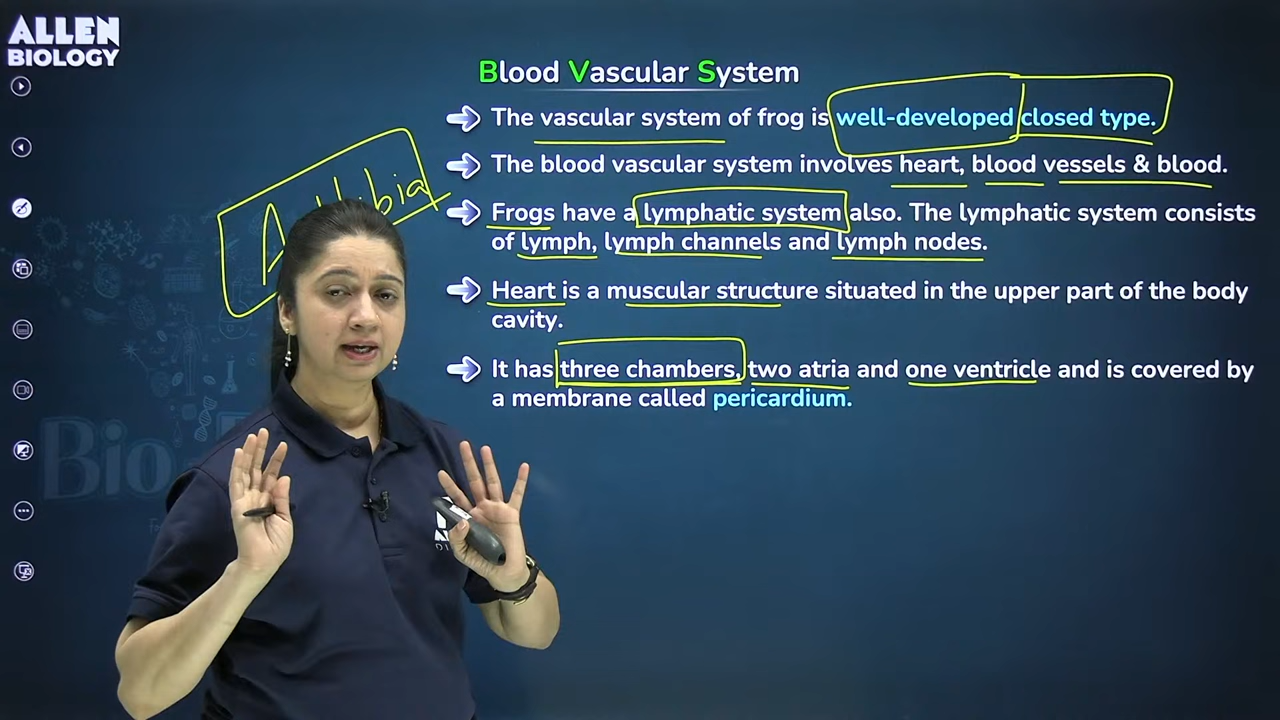 ALLEN
BIOLOGY
Blood Vascular System
The vascular system of frog is well-developed closed type.
The blood vascular system involves heart, blood vessels & blood.
Frogs have a lymphatic system also. The lymphatic system consists
of lymph, lymph channels and lymph nodes.
Heart is a muscular structure situated in the upper part of the body
cavity.
It has three chambers, two atria and one ventricle and is covered by
a membrane called pericardium.
Bio